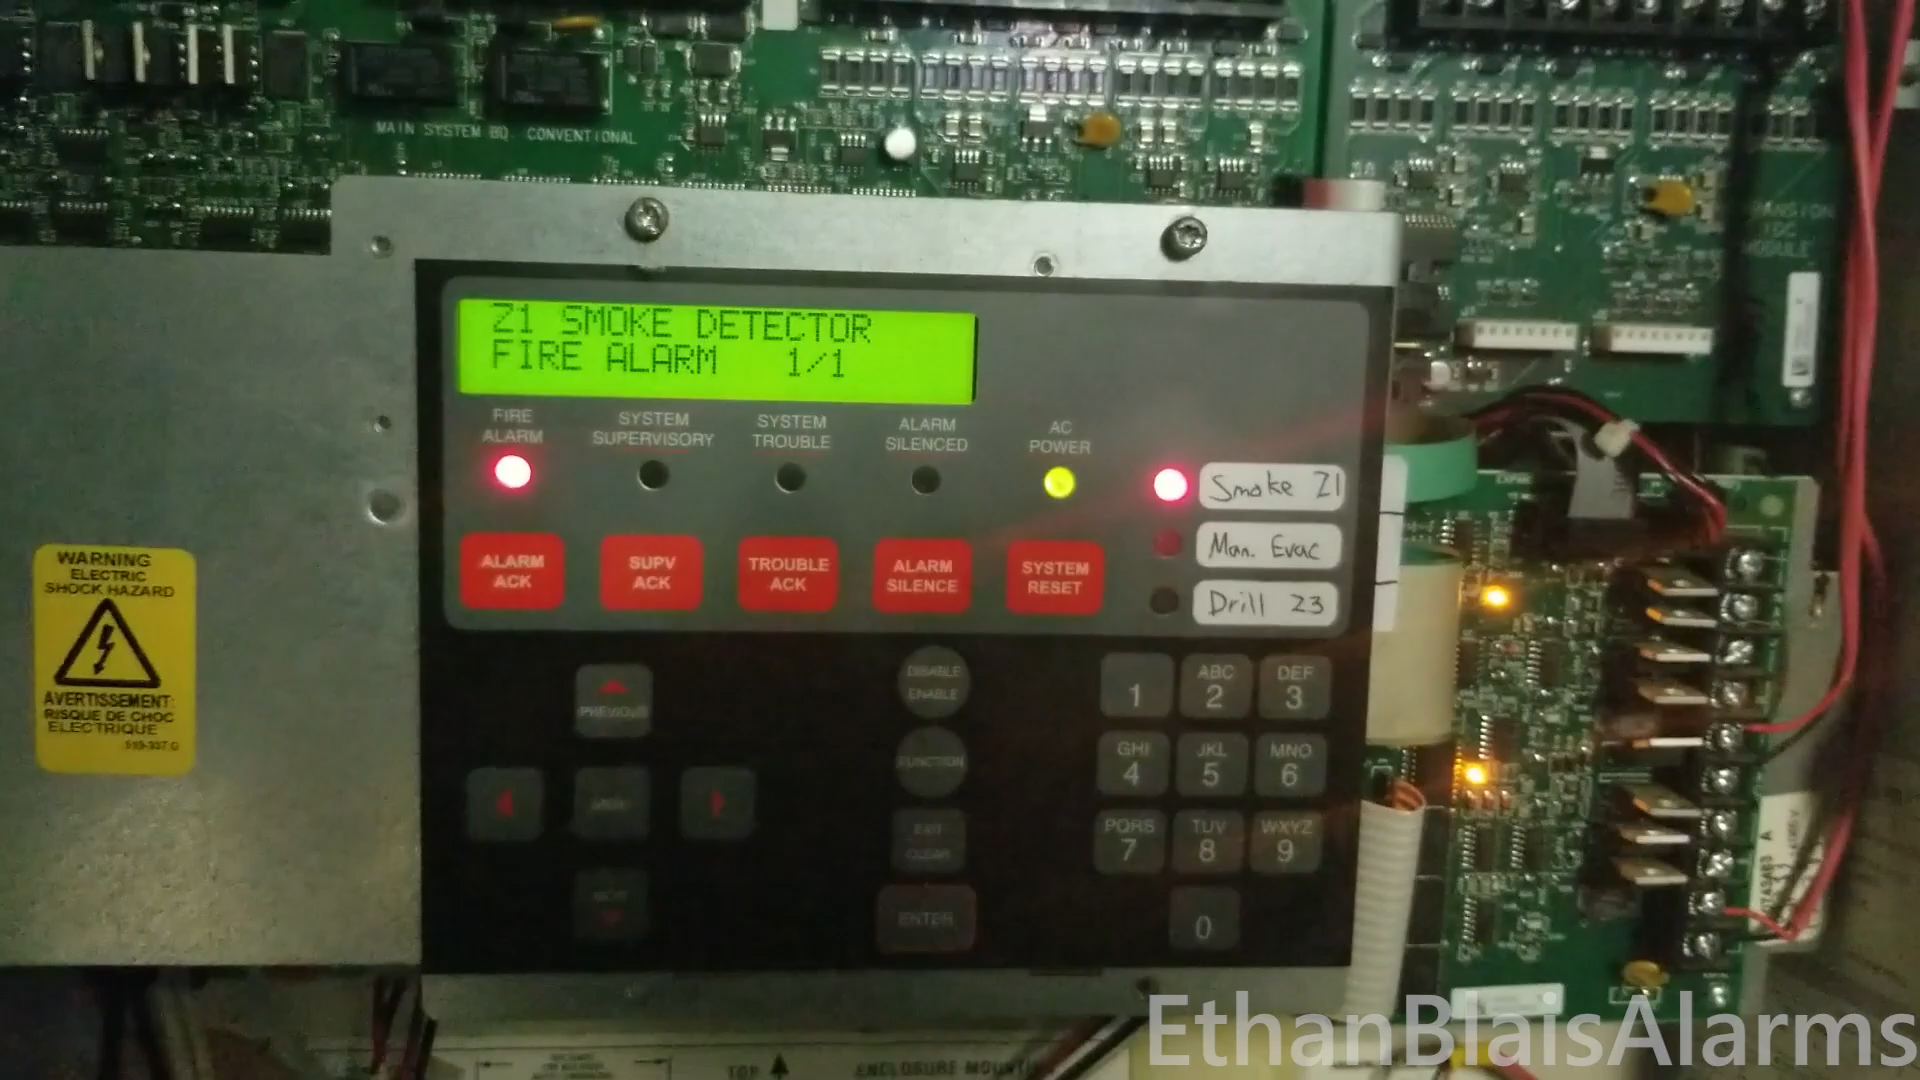 MAIN SYSTEM BD. CONVENTIONAL
Z1 SMOKE DETECTOR
FIRE ALARM 1/1
FIRE
ALARM
SYSTEM
SUPERVISORY
SYSTEM
TROUBLE
ALARM
SILENCED
AC
POWER
Smoke Z1
Man. Evac
Drill Z3
ALARM
ACK
SUPV
ACK
TROUBLE
ACK
ALARM
SILENCE
SYSTEM
RESET
WARNING
ELECTRIC
SHOCK HAZARD
AVERTISSEMENT:
RISQUE DE CHOC
ELECTRIQUE
PREVIOUS
DISABLE
ENABLE
FUNCTION
EXIT
CLEAR
ENTER
1
ABC
2
DEF
3
GHI
4
JKL
5
MNO
6
PQRS
7
TUV
8
WXYZ
9
0
TOP
EthanBlaisAlarms